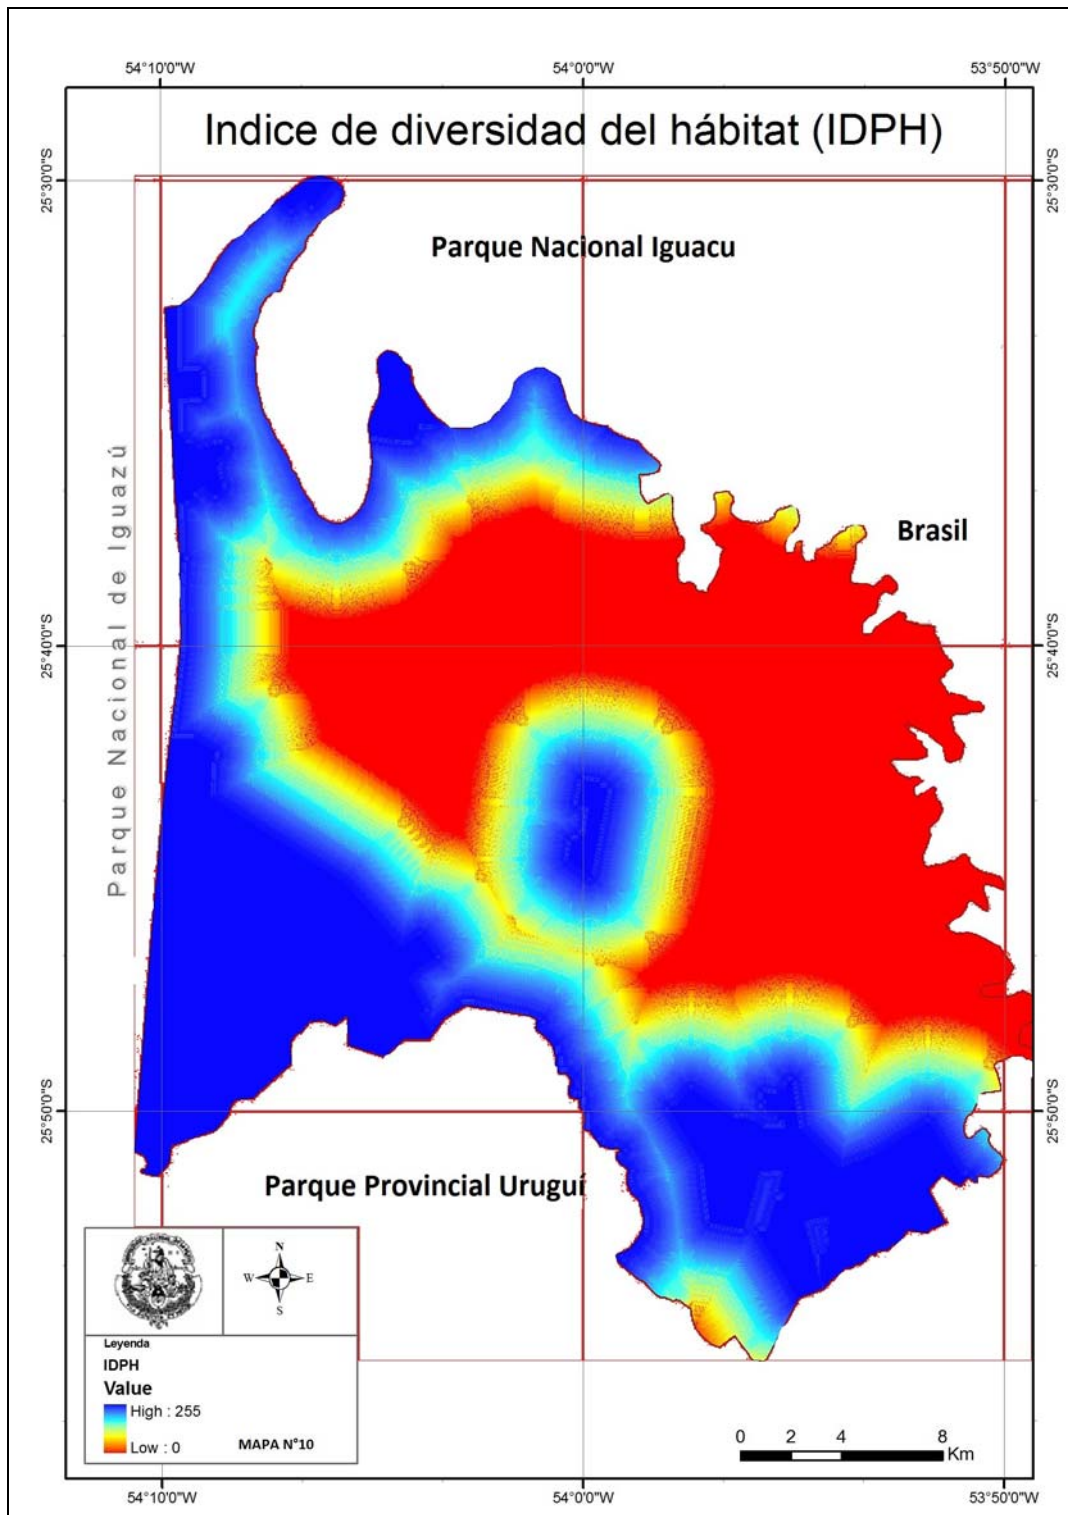 54°10'0"W 54°0'0"W 53°50'0"W
Indice de diversidad del hábitat (IDPH)
25°30'0"S 25°30'0"S
Parque Nacional Iguacu
Brasil
Parque Nacional de Iguazú
25°40'0"S 25°40'0"S
25°50'0"S 25°50'0"S
Parque Provincial Uruguí
N
W E
S
Leyenda
IDPH
Value
High : 255
Low : 0
MAPA N°10
0 2 4 8
Km
54°10'0"W 54°0'0"W 53°50'0"W